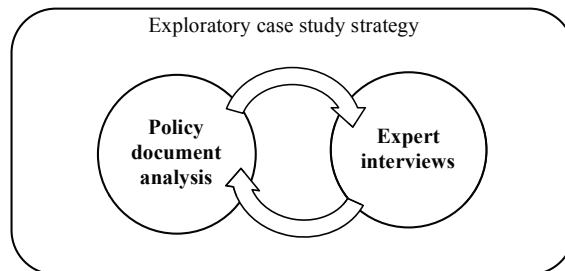 Exploratory case study strategy
Policy
document
analysis
Expert
interviews